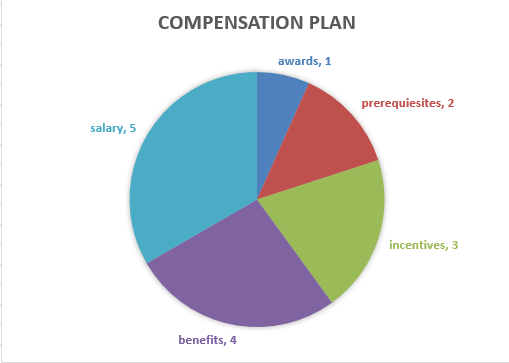 COMPENSATION PLAN
awards, 1
prerequiesites, 2
incentives, 3
benefits, 4
salary, 5